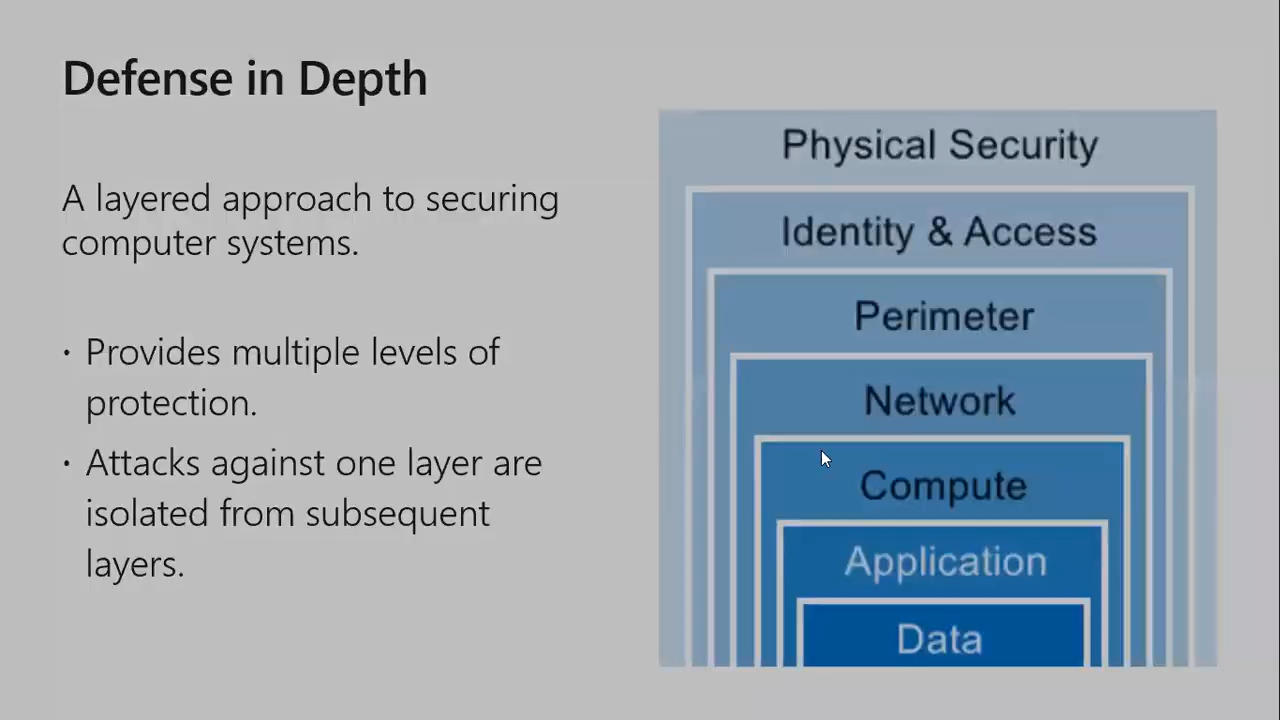 Defense in Depth
A layered approach to securing
computer systems.
· Provides multiple levels of
protection.
· Attacks against one layer are
isolated from subsequent
layers.
Physical Security
Identity & Access
Perimeter
Network
Compute
Application
Data